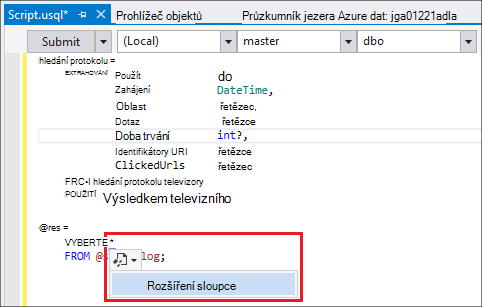 Script.usql* Prohlížeč objektů Průzkumník jezera Azure dat: jga01221adla
Submit (Local) master dbo
hledání protokolu =
EXTRAHOVÁNÍ Použít do
Zahájení DateTime,
Oblast řetězec,
Dotaz řetězce
Doba trvání int?,
Identifikátory URI řetězce
ClickedUrls řetězec
FRC-I hledání protokolu televizory
POUŽITÍ Výsledkem televizního
@res =
VYBERTE *
FROM @s log;
Rozšíření sloupce